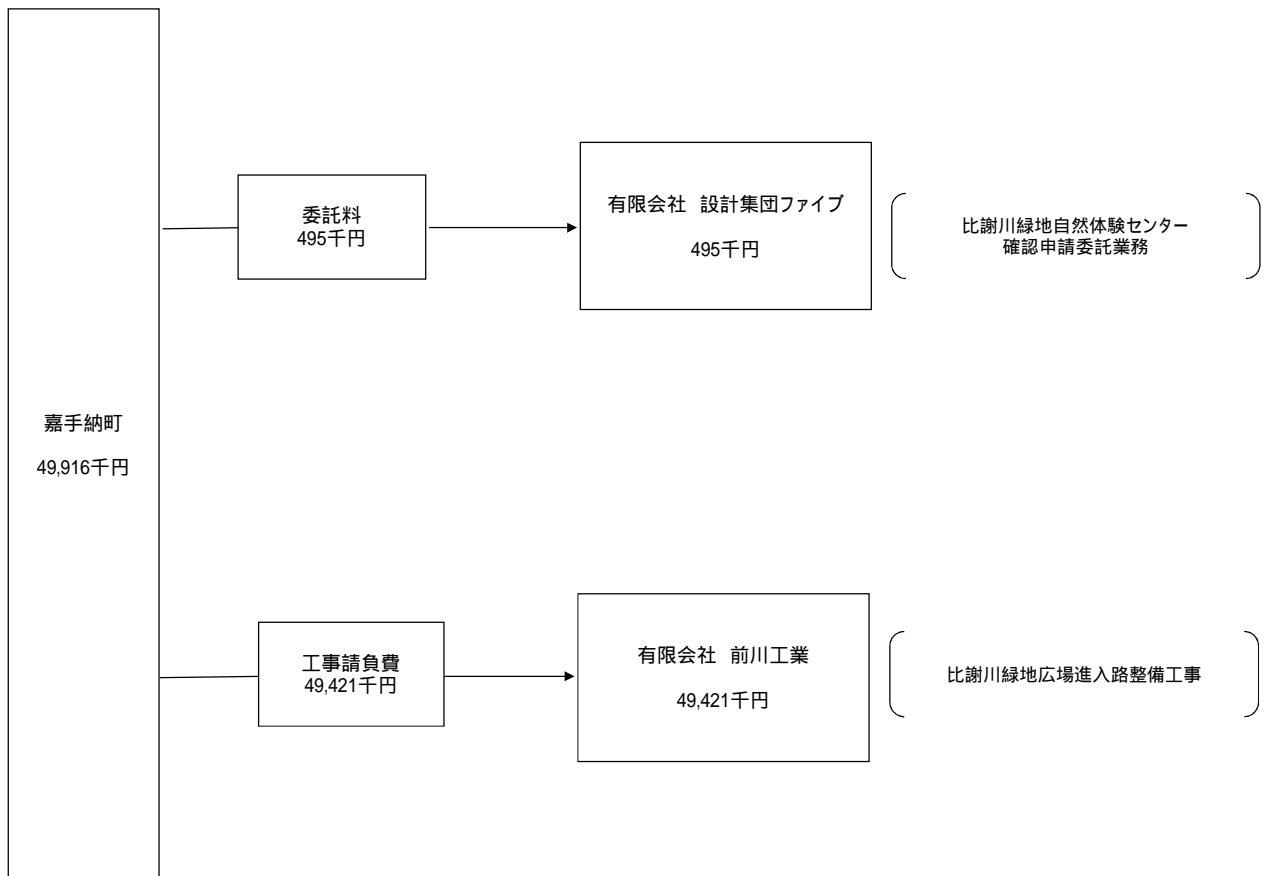 嘉手納町
49,916千円
委託料
495千円
有限会社 設計集団ファイブ
495千円
比謝川緑地自然体験センター
確認申請委託業務
工事請負費
49,421千円
有限会社 前川工業
49,421千円
比謝川緑地広場進入路整備工事